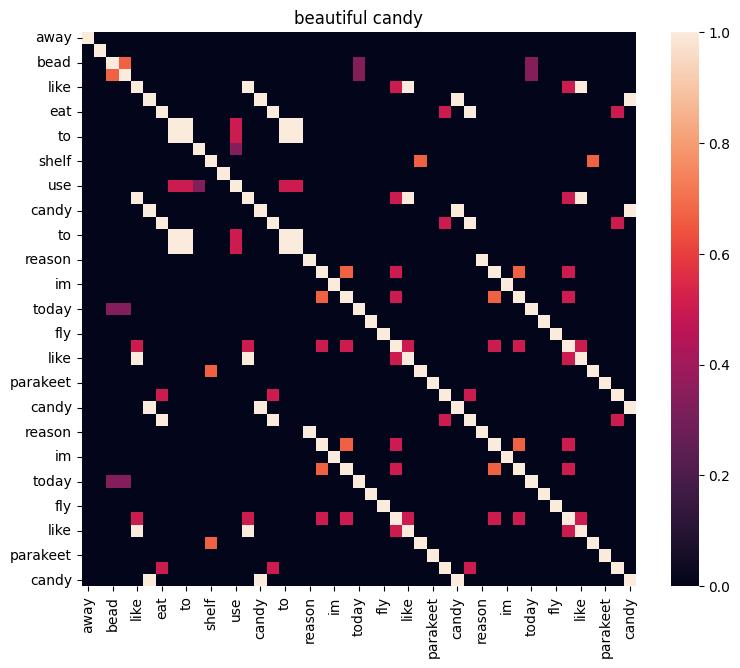 beautiful candy
away
bead
like
eat
to
shelf
use
candy
to
reason
im
today
fly
like
parakeet
candy
reason
im
today
fly
like
parakeet
candy
1.0
0.8
0.6
0.4
0.2
0.0
away
bead
like
eat
to
shelf
use
candy
to
reason
im
today
fly
like
parakeet
candy
reason
im
today
fly
like
parakeet
candy